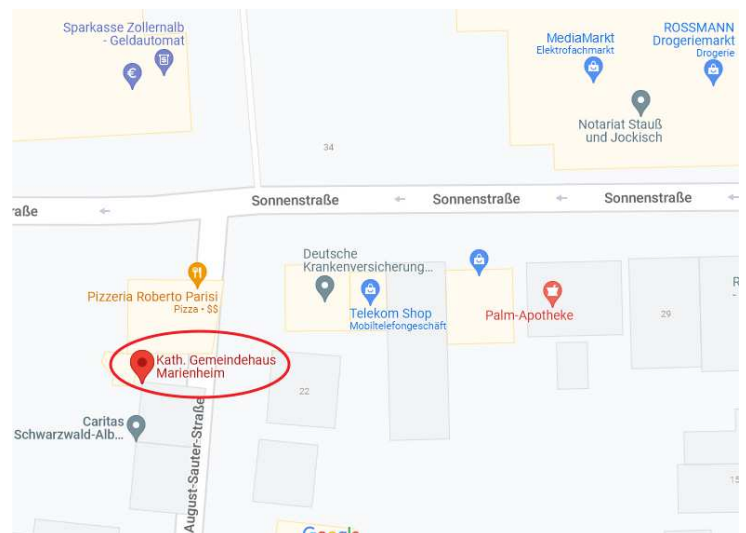 Sparkasse Zollernalb
- Geldautomat
MediaMarkt
Elektrofachmarkt
ROSSMANN
Drogeriemarkt
Drogerie
Notariat Stauß
und Jockisch
34
raße
Sonnenstraße
Sonnenstraße
Sonnenstraße
Deutsche
Krankenversicherung...
Pizzeria Roberto Parisi
Pizza • $$
Telekom Shop
Mobiltelefongeschäft
Palm-Apotheke
29
R
-
Kath. Gemeindehaus
Marienheim
22
Caritas
Schwarzwald-Alb...
August-Sauter-Straße
15
Google